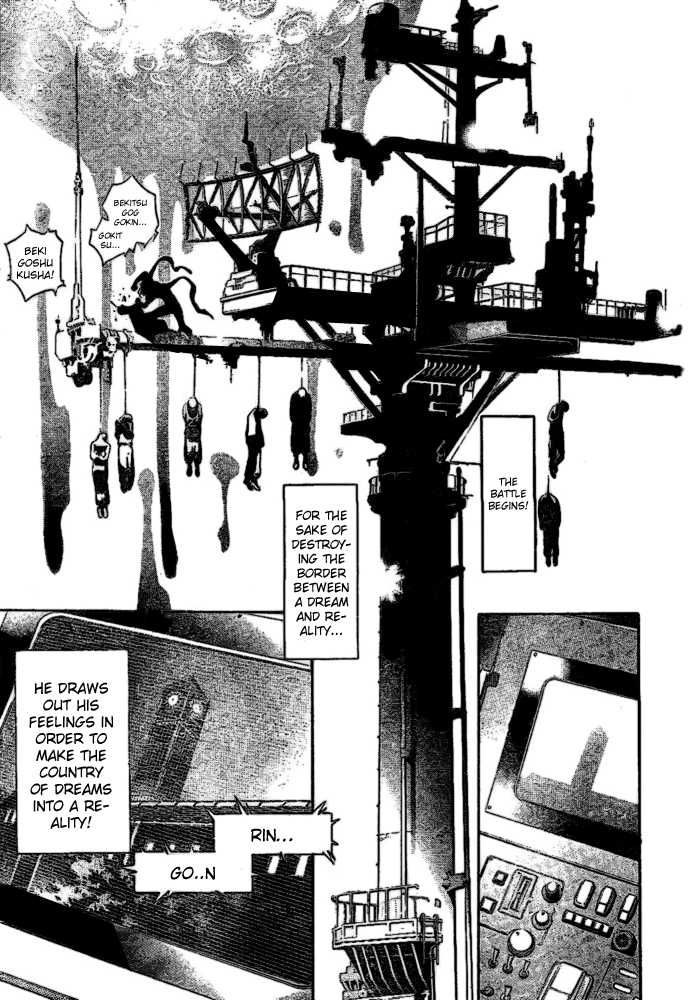 BEKITSU
GOG
GOKIN...
GOKIT
SU...
BEKI
GOSHU
KUSHA!
THE
BATTLE
BEGINS!
FOR THE
SAKE OF
DESTROY-
ING THE
BORDER
BETWEEN
A DREAM
AND RE-
ALITY...
HE DRAWS
OUT HIS
FEELINGS IN
ORDER TO
MAKE THE
COUNTRY
OF DREAMS
INTO A RE-
ALITY!
RIN...
GO..N